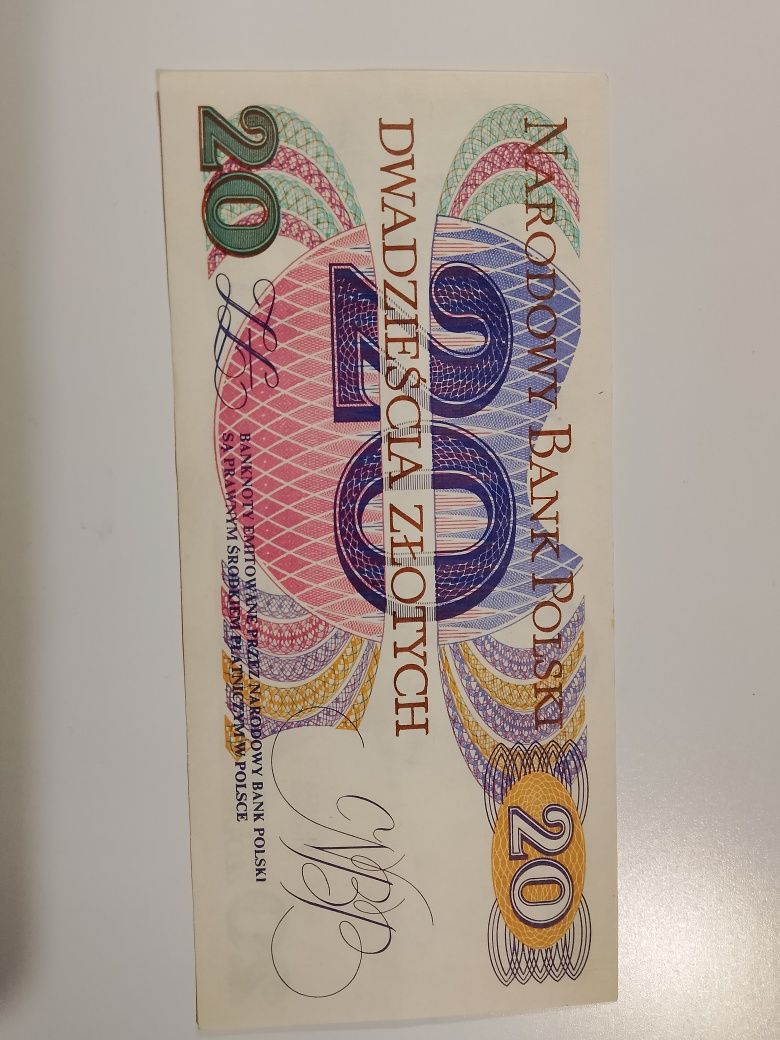 NARODOWY BANK POLSKI
20
DWADZIEŚCIA ZŁOTYCH
20
20
BANKNOTY EMITOWANE PRZEZ NARODOWY BANK POLSKI
SĄ PRAWNYM ŚRODKIEM PŁATNICZYM W POLSCE
NBP